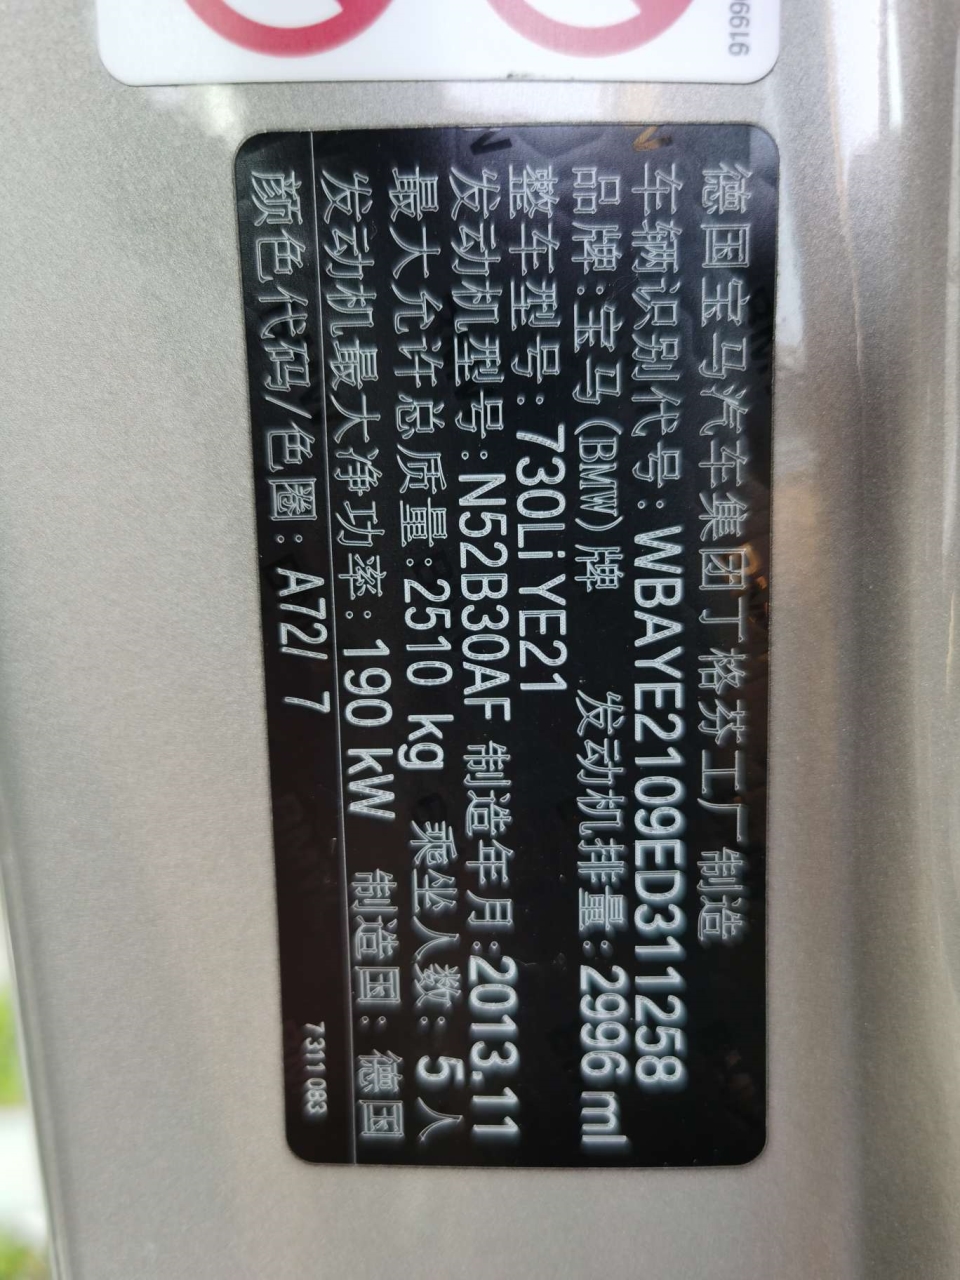 德国宝马汽车集团丁格芬工厂制造
车辆识别代号:WBAYE2109ED311258
品牌:宝马(BMW)牌 发动机排量:2996 ml
整车型号:730Li YE21
发动机型号:N52B30AF 制造年月:2013.11
最大允许总质量:2510 kg 乘坐人数:5人
发动机最大净功率:190 kW 制造国:德国
颜色代码/色圈:A72/ 7
7311083